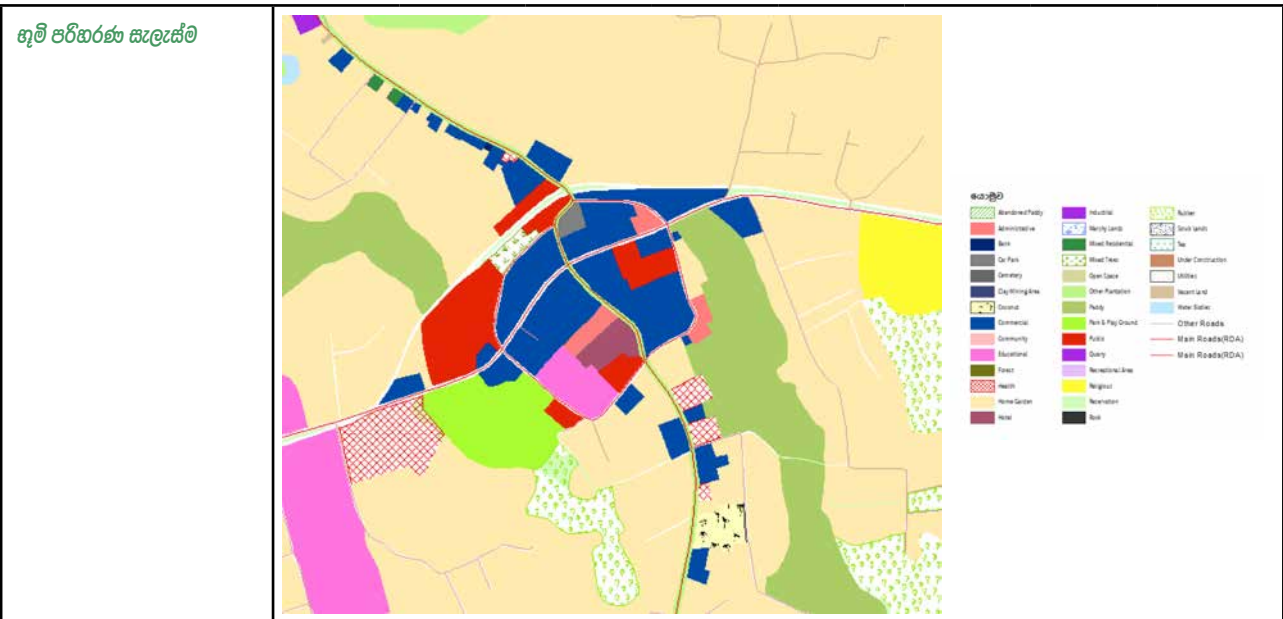 භූමි පරිහරණ සැලැස්ම
යොමුව
Abandoned Paddy
Administrative
Bank
Car Park
Cemetery
Clay Mining Area
Coconut
Commercial
Community
Educational
Forest
Health
Home Garden
Hotel
Industrial
Marshy Lands
Mixed Residential
Mixed Trees
Open Space
Other Plantation
Paddy
Park & Play Ground
Public
Quarry
Recreational Area
Religious
Reservation
Rock
Rubber
Scrub Lands
Tea
Under Construction
Utilities
Vacant Land
Water Bodies
Other Roads
Main Roads(RDA)
Main Roads(RDA)